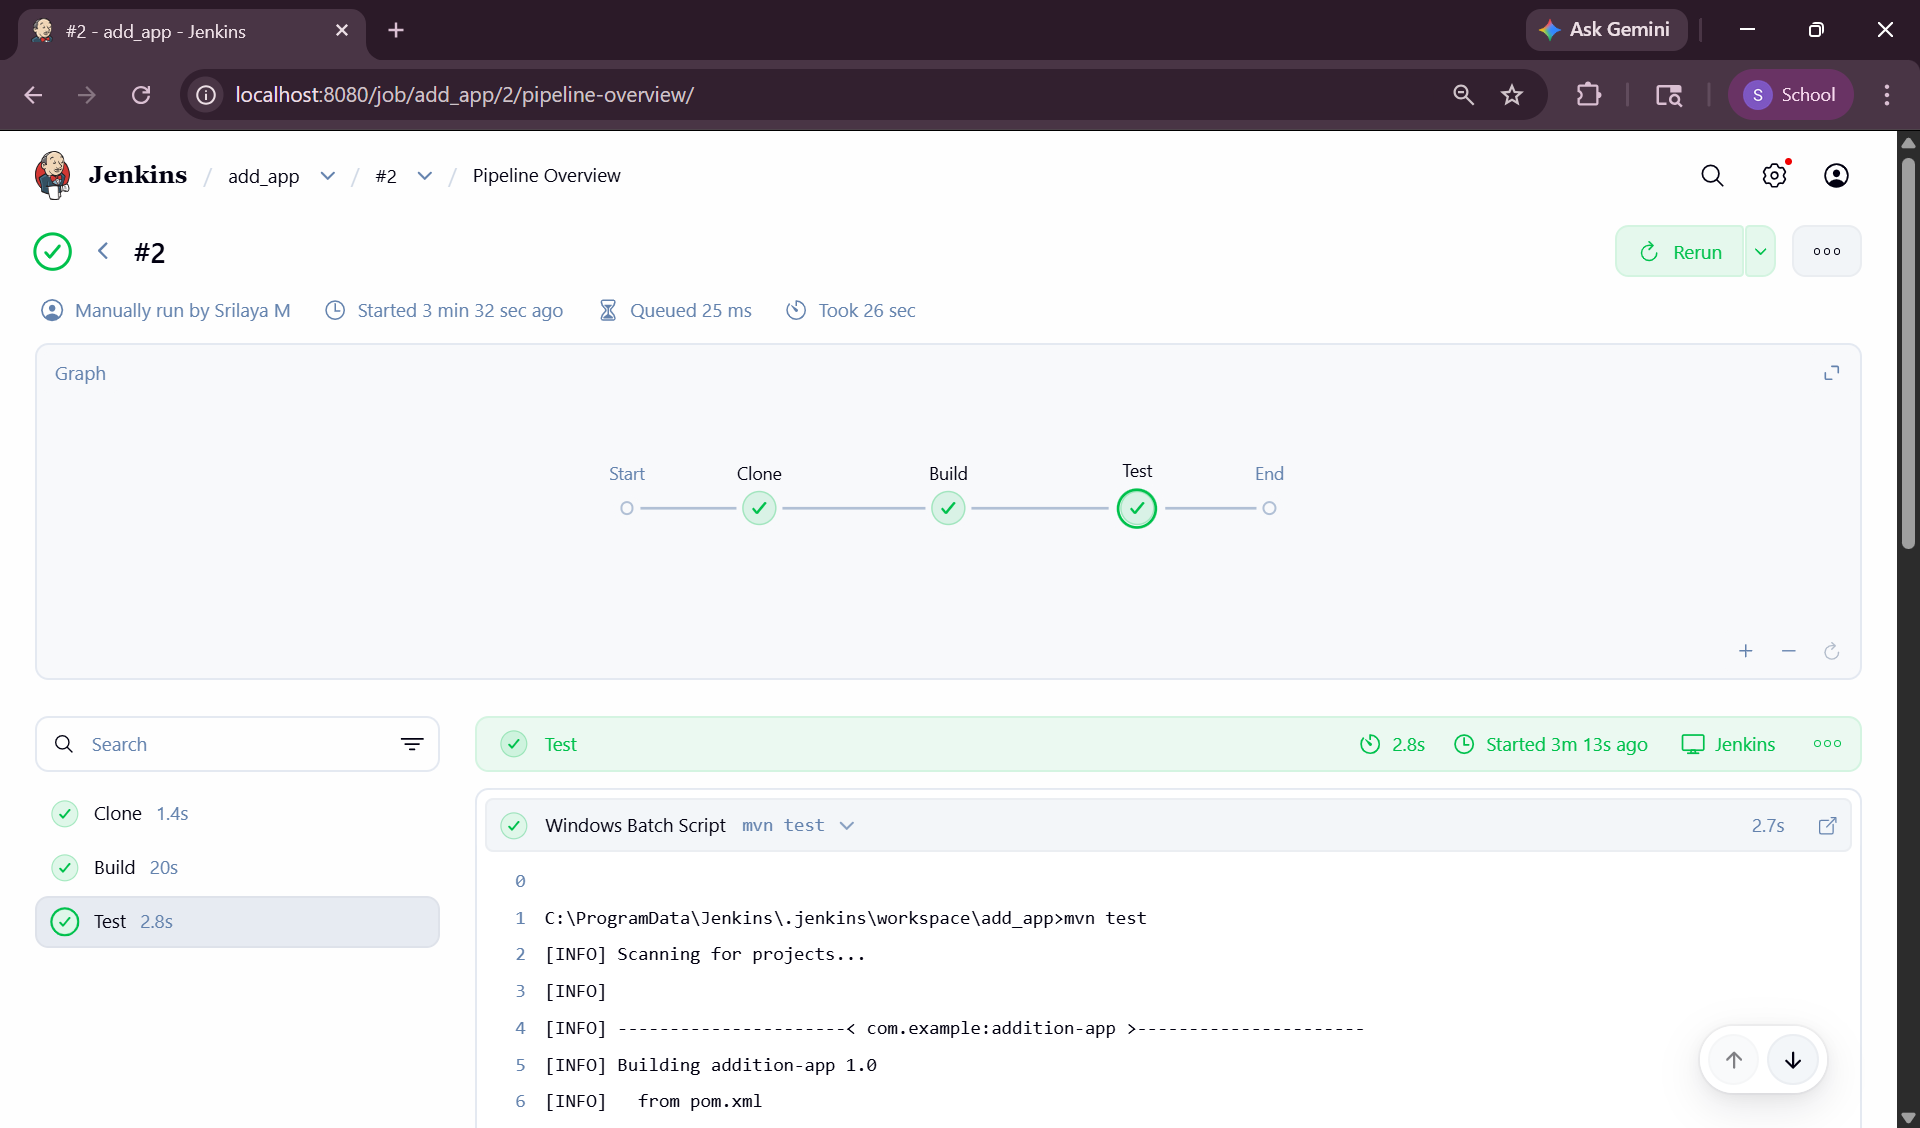 #2 - add_app - Jenkins
Ask Gemini
localhost:8080/job/add_app/2/pipeline-overview/
S School
Jenkins / add_app / #2 / Pipeline Overview
#2
Rerun
Manually run by Srilaya M Started 3 min 32 sec ago Queued 25 ms Took 26 sec
Graph
Start Clone Build Test End
Search
Test 2.8s Started 3m 13s ago Jenkins
Clone 1.4s
Build 20s
Test 2.8s
Windows Batch Script mvn test 2.7s
0
1 C:\ProgramData\Jenkins\.jenkins\workspace\add_app>mvn test
2 [INFO] Scanning for projects...
3 [INFO]
4 [INFO] ----------------------< com.example:addition-app >----------------------
5 [INFO] Building addition-app 1.0
6 [INFO]   from pom.xml